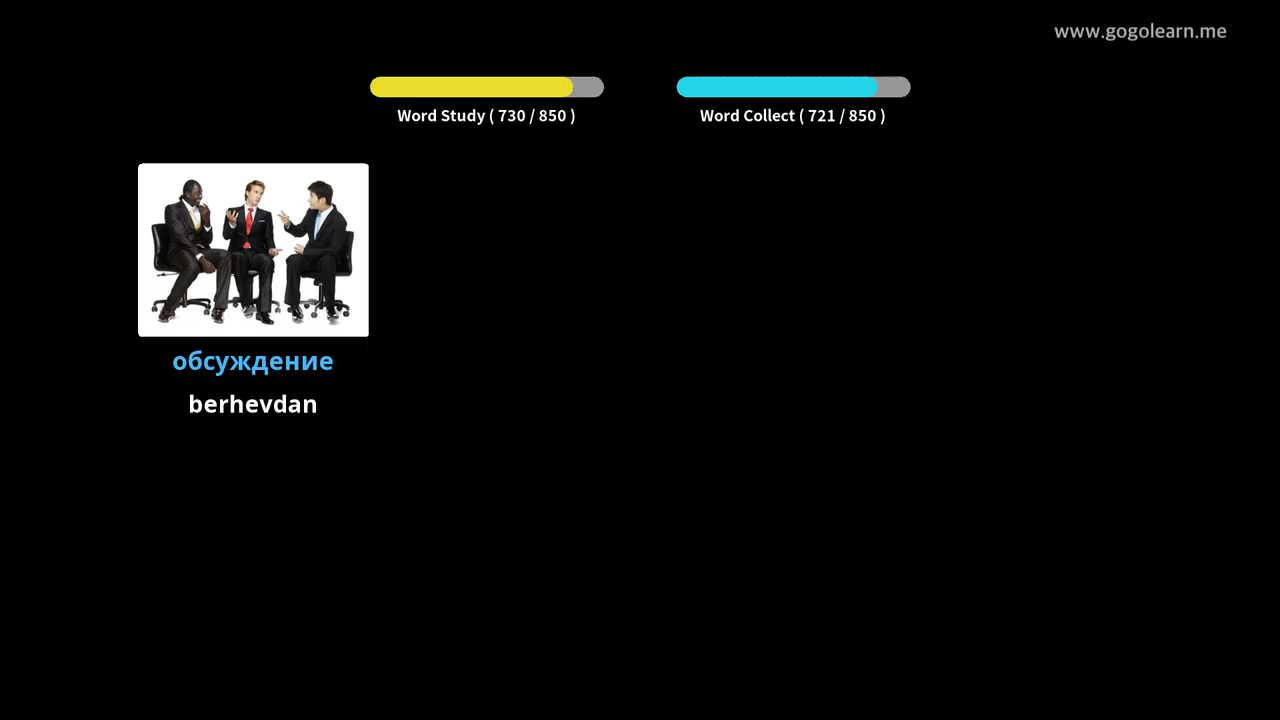 www.gogolearn.me
Word Study ( 730 / 850 )
Word Collect ( 721 / 850 )
обсуждение
berhevdan